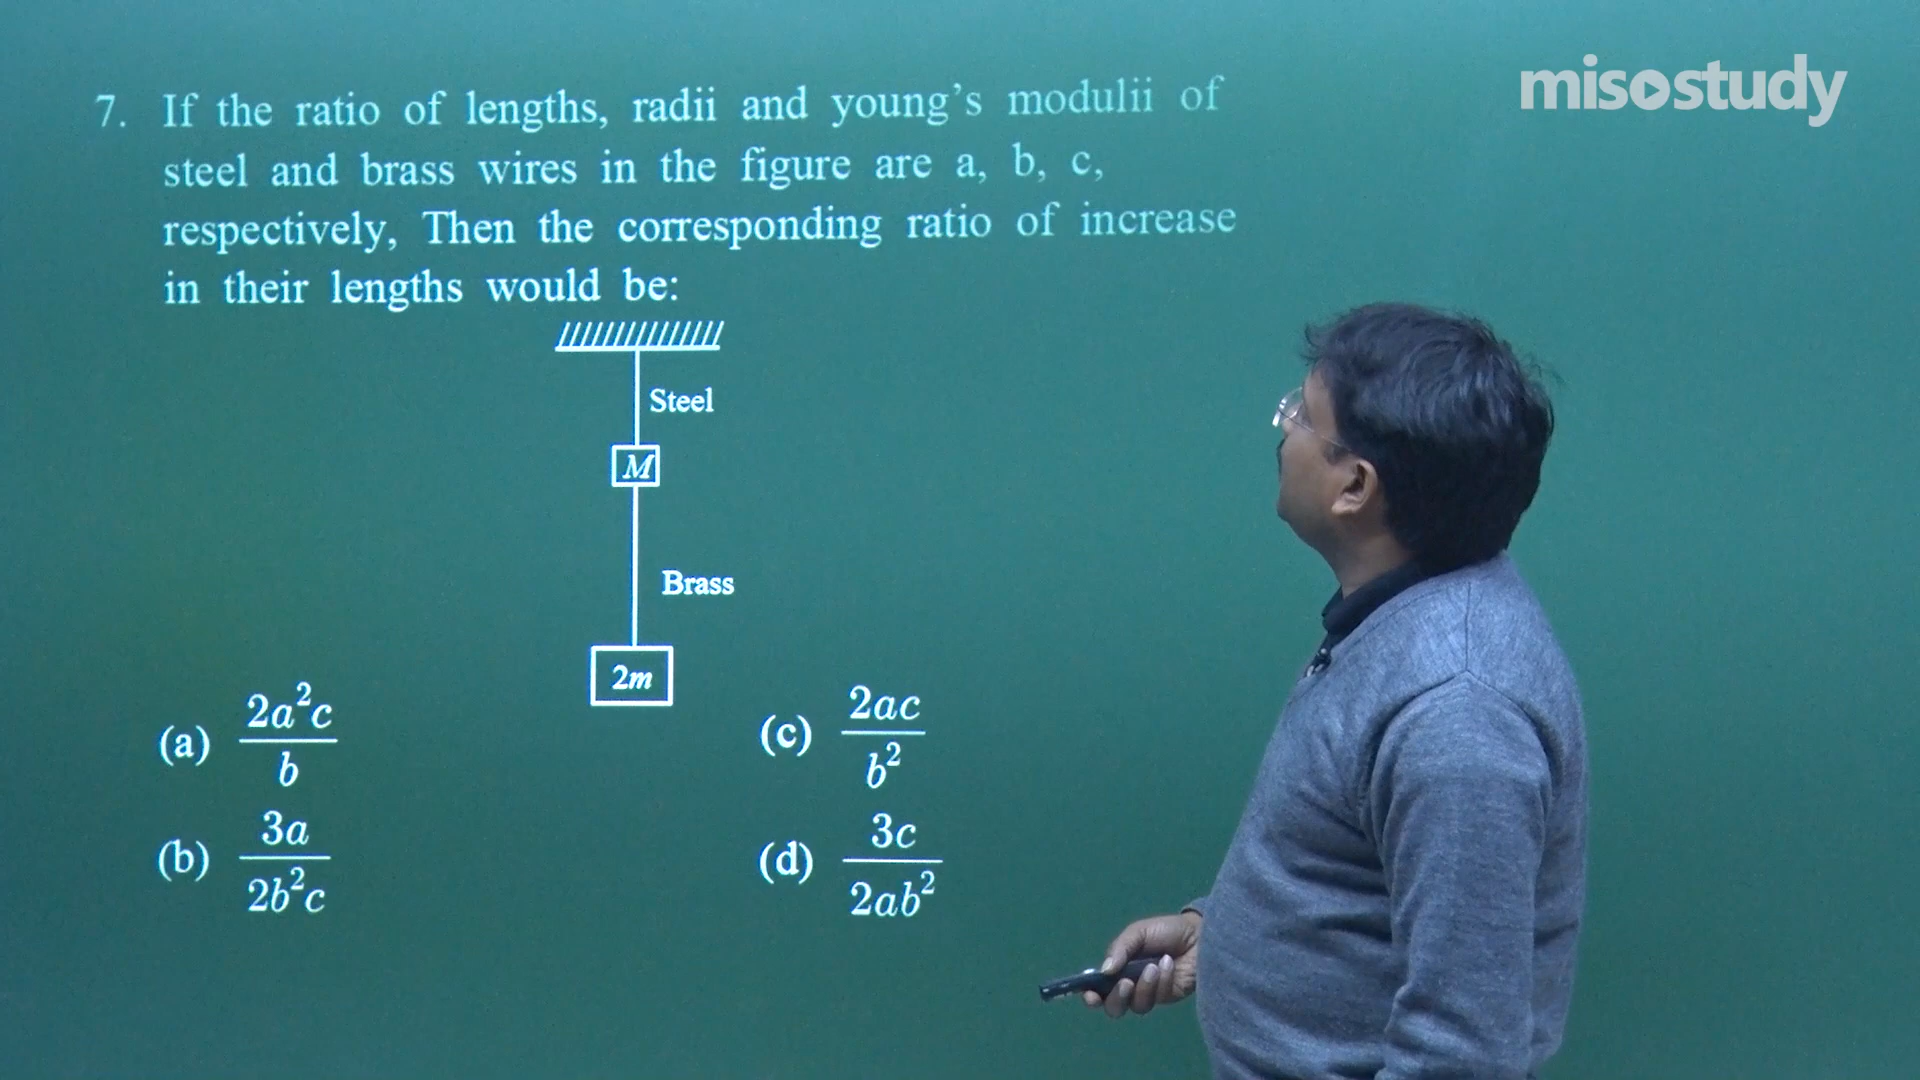 misostudy
7. If the ratio of lengths, radii and young's modulii of
steel and brass wires in the figure are a, b, c,
respectively, Then the corresponding ratio of increase
in their lengths would be:
Steel
M
Brass
2m
(a) 2a²c/b
(c) 2ac/b²
(b) 3a/2b²c
(d) 3c/2ab²